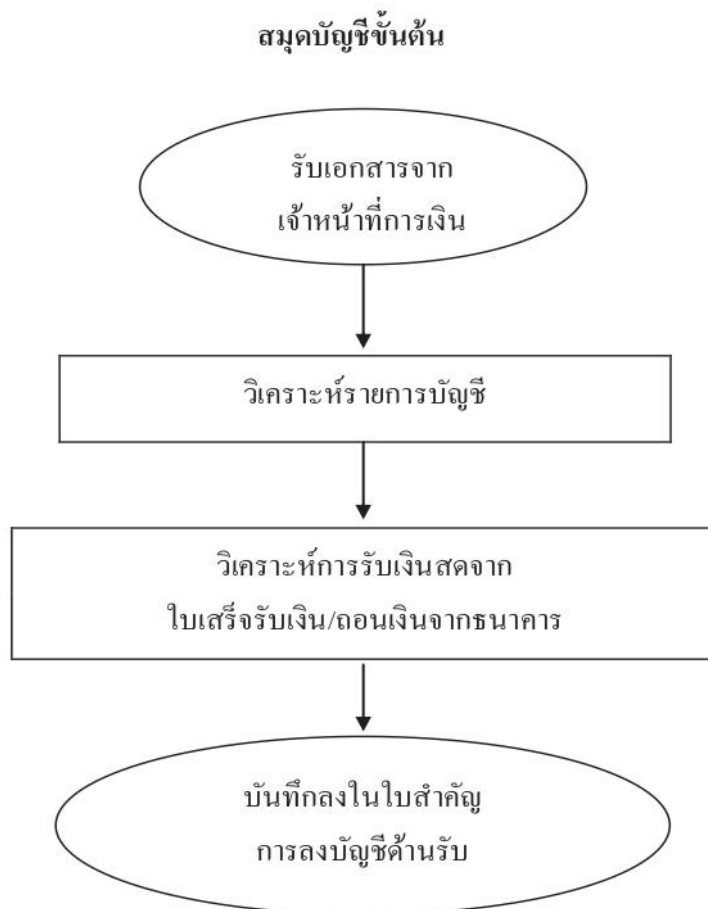 สมุดบัญชีขั้นต้น
รับเอกสารจาก
เจ้าหน้าที่การเงิน
วิเคราะห์รายการบัญชี
วิเคราะห์การรับเงินสดจาก
ใบเสร็จรับเงิน/ถอนเงินจากธนาคาร
บันทึกลงในใบสำคัญ
การลงบัญชีด้านรับ